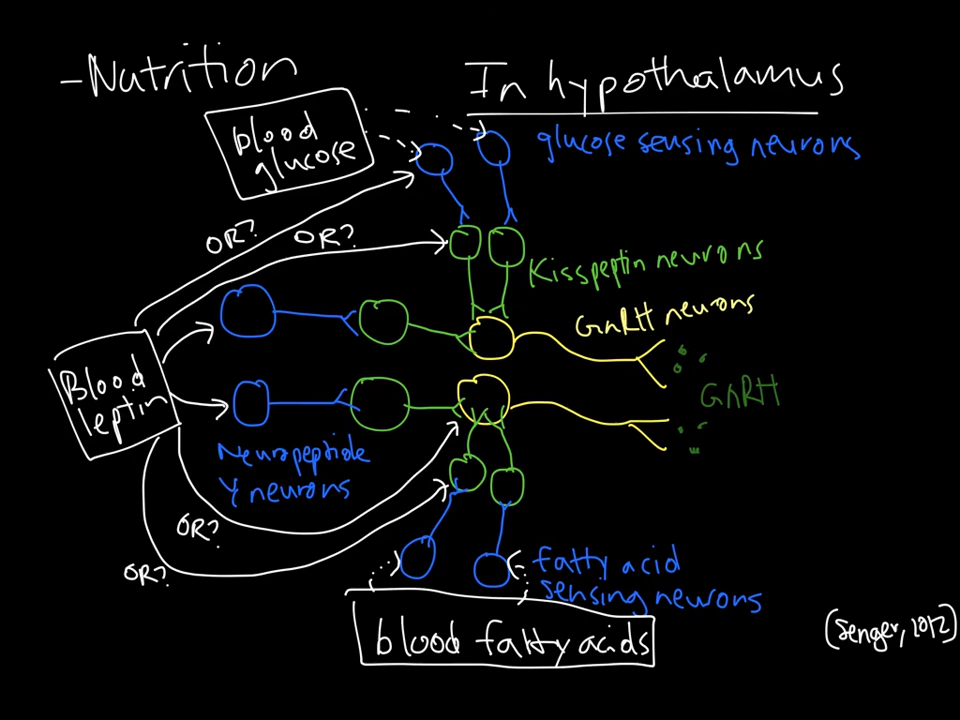 -Nutrition
In hypothalamus
blood
glucose
glucose sensing neurons
OR?
OR?
Kisspeptin neurons
GnRH neurons
Blood
leptin
GnRH
Neuropeptide
Y neurons
OR?
OR?
fatty acid
sensing neurons
blood fatty acids
(Senger, 2012)